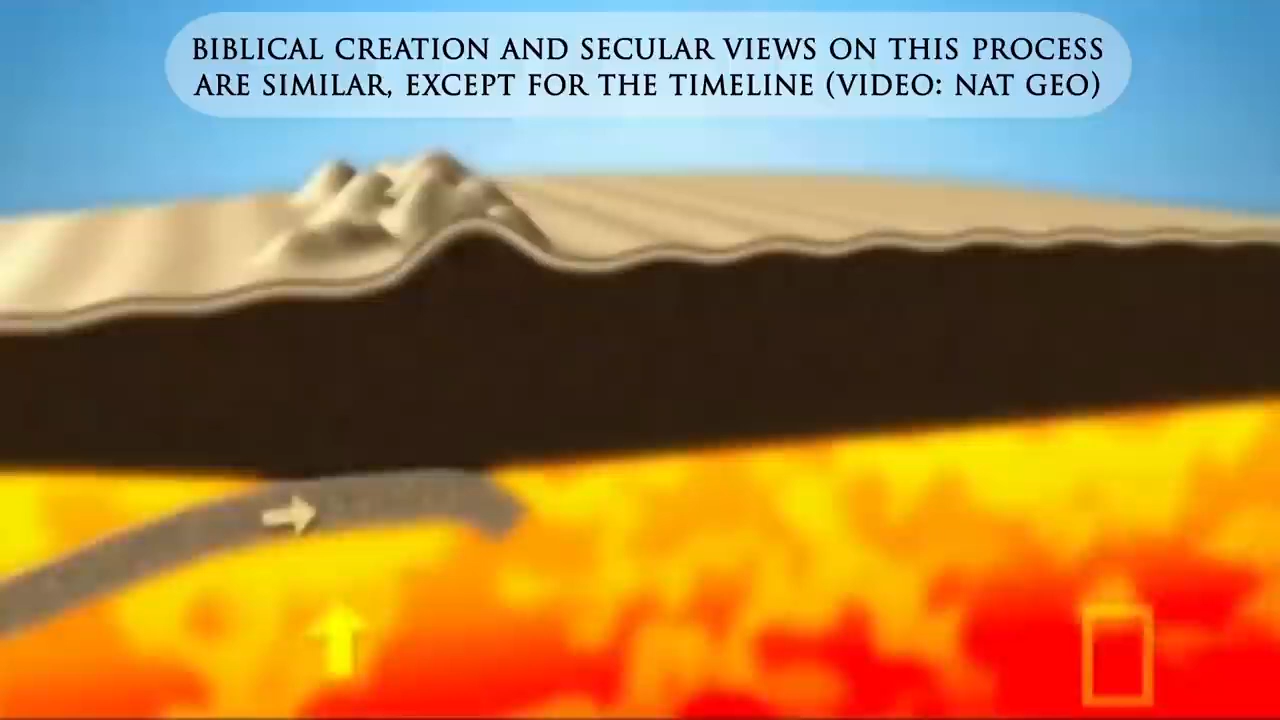 BIBLICAL CREATION AND SECULAR VIEWS ON THIS PROCESS
ARE SIMILAR, EXCEPT FOR THE TIMELINE (VIDEO: NAT GEO)